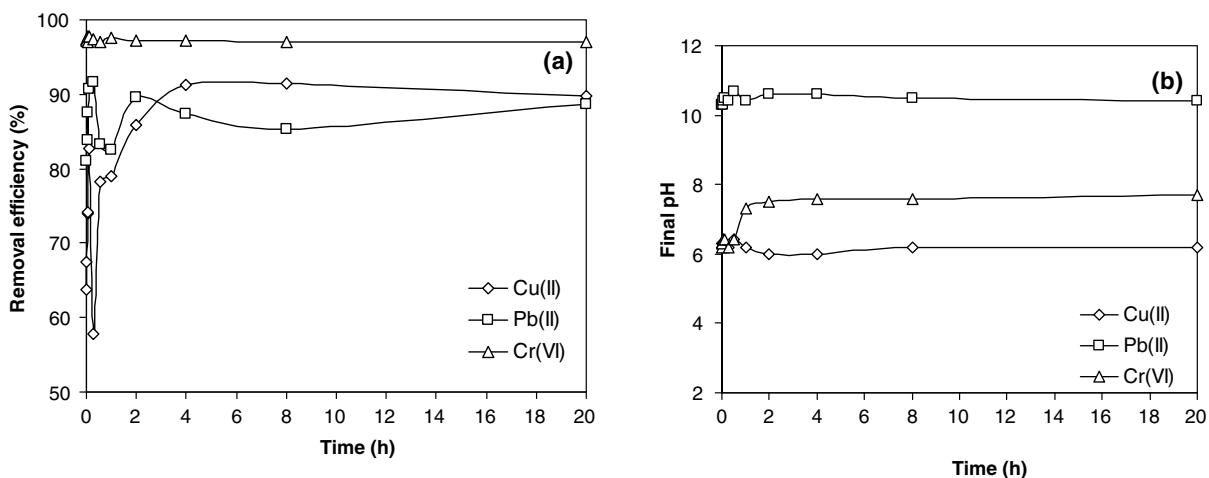 100
90
80
70
60
50
Removal efficiency (%)
(a)
Cu(II)
Pb(II)
Cr(VI)
0 2 4 6 8 10 12 14 16 18 20
Time (h)
12
10
8
6
4
2
Final pH
(b)
Cu(II)
Pb(II)
Cr(VI)
0 2 4 6 8 10 12 14 16 18 20
Time (h)